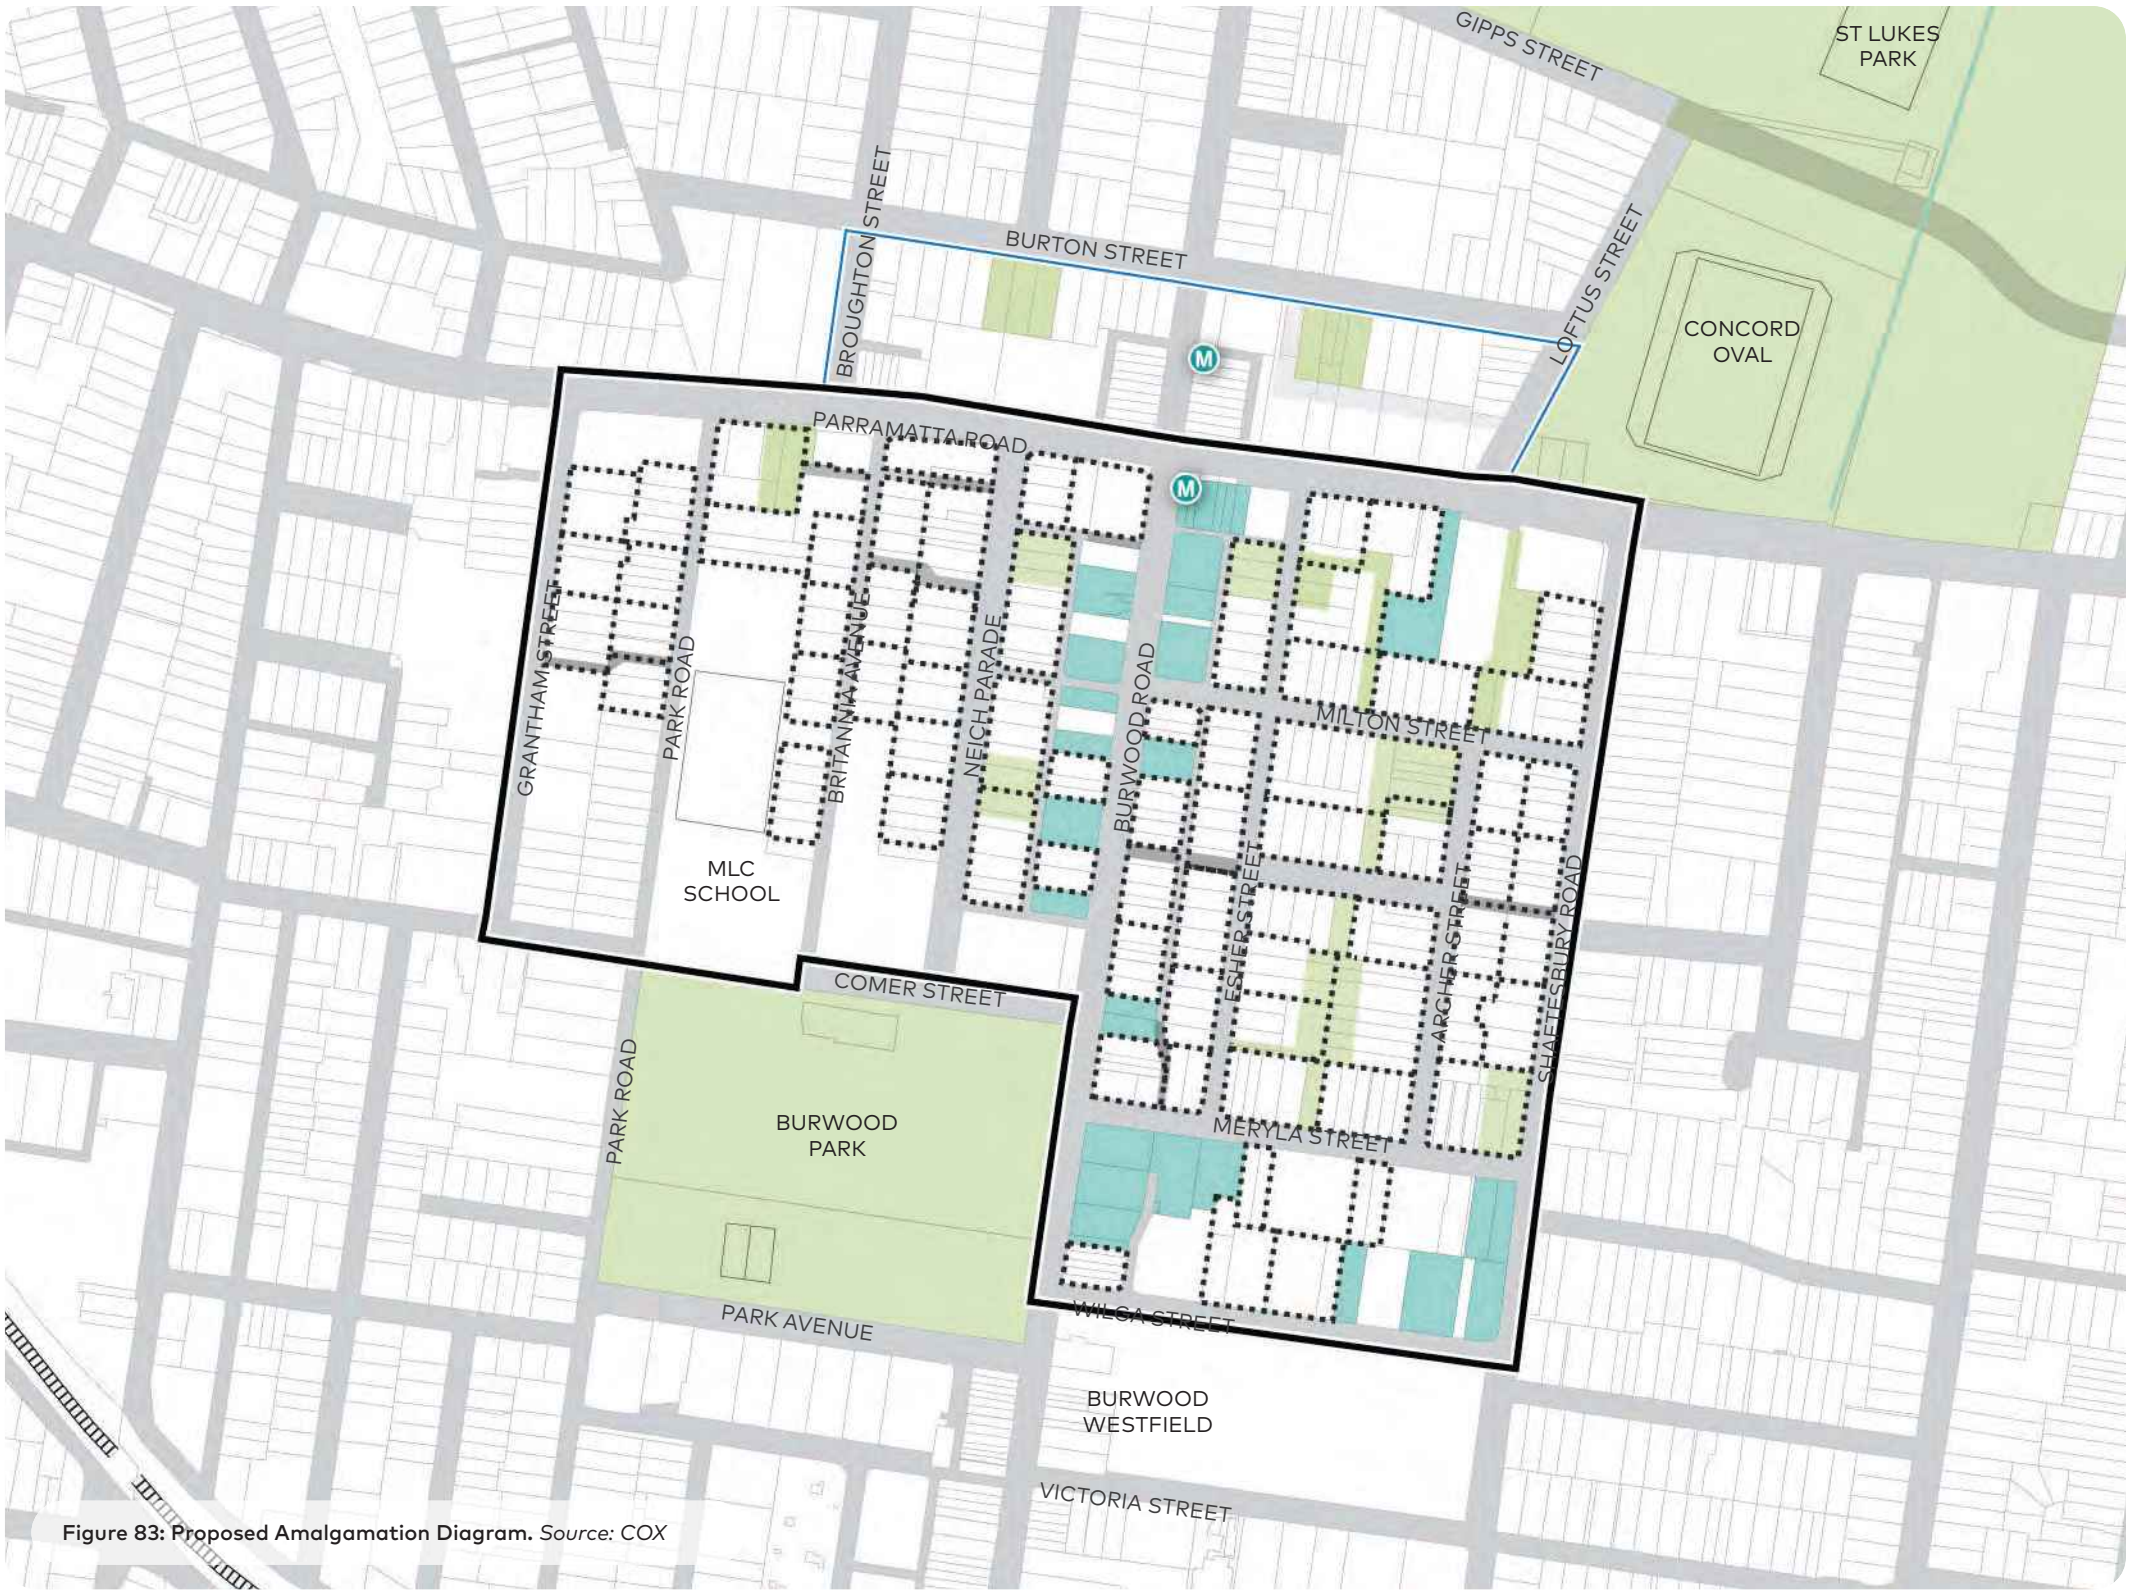 GIPPS STREET
ST LUKES
PARK
BROUGHTON STREET
BURTON STREET
LOFTUS STREET
CONCORD
OVAL
M
PARRAMATTA ROAD
M
GRANTHAM STREET
PARK ROAD
BRITANNIA AVENUE
NEICH PARADE
BURWOOD ROAD
MILTON STREET
MLC
SCHOOL
ESHER STREET
ARCHER STREET
SHAFTESBURY ROAD
COMER STREET
PARK ROAD
BURWOOD
PARK
MERYLA STREET
PARK AVENUE
WILGA STREET
BURWOOD
WESTFIELD
VICTORIA STREET
Figure 83: Proposed Amalgamation Diagram. Source: COX